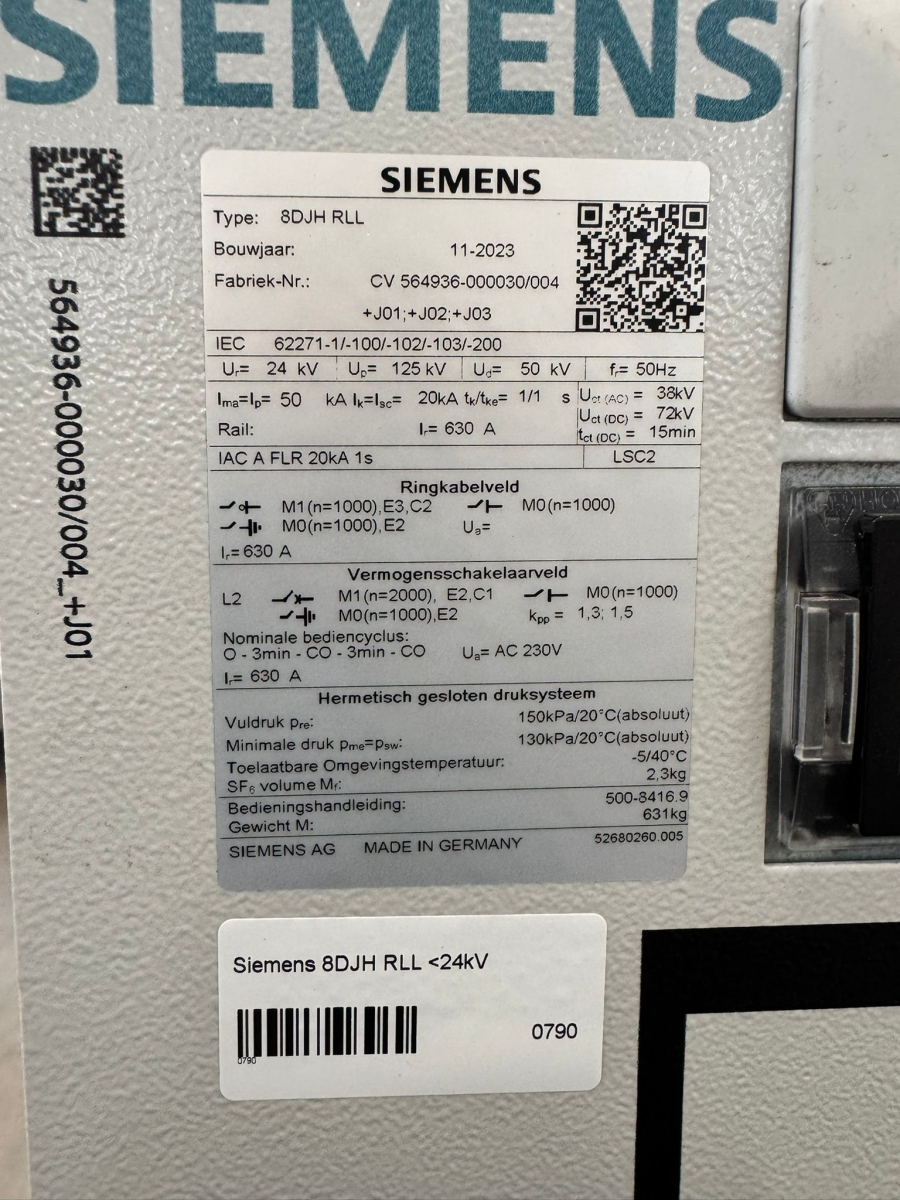 SIEMENS
564936-000030/004_+J01
SIEMENS
Type: 8DJH RLL
Bouwjaar: 11-2023
Fabriek-Nr.: CV 564936-000030/004
+J01;+J02;+J03
IEC 62271-1/-100/-102/-103/-200
Uᵣ= 24 kV Uₚ= 125 kV U_d= 50 kV fᵣ= 50Hz
Iₘₐ=Iₚ= 50 kA Iₖ=Iₛ꜀= 20kA tₖ/tₖₑ= 1/1 s
U_ct (AC) = 38kV
U_ct (DC) = 72kV
Rail: Iᵣ= 630 A t_ct (DC) = 15min
IAC A FLR 20kA 1s LSC2
Ringkabelveld
M1(n=1000),E3,C2 M0(n=1000)
M0(n=1000),E2 Uₐ=
Iᵣ= 630 A
Vermogensschakelaarveld
L2 M1(n=2000), E2,C1 M0(n=1000)
M0(n=1000),E2 kₚₚ = 1,3; 1,5
Nominale bediencyclus:
O - 3min - CO - 3min - CO Uₐ= AC 230V
Iᵣ= 630 A
Hermetisch gesloten druksysteem
Vuldruk pᵣₑ: 150kPa/20°C(absoluut)
Minimale druk pₘₑ=p_sw: 130kPa/20°C(absoluut)
Toelaatbare Omgevingstemperatuur: -5/40°C
SF₆ volume Mᵣ: 2,3kg
Bedieningshandleiding: 500-8416.9
Gewicht M: 631kg
SIEMENS AG MADE IN GERMANY 52680260.005
Siemens 8DJH RLL <24kV
0790
0790